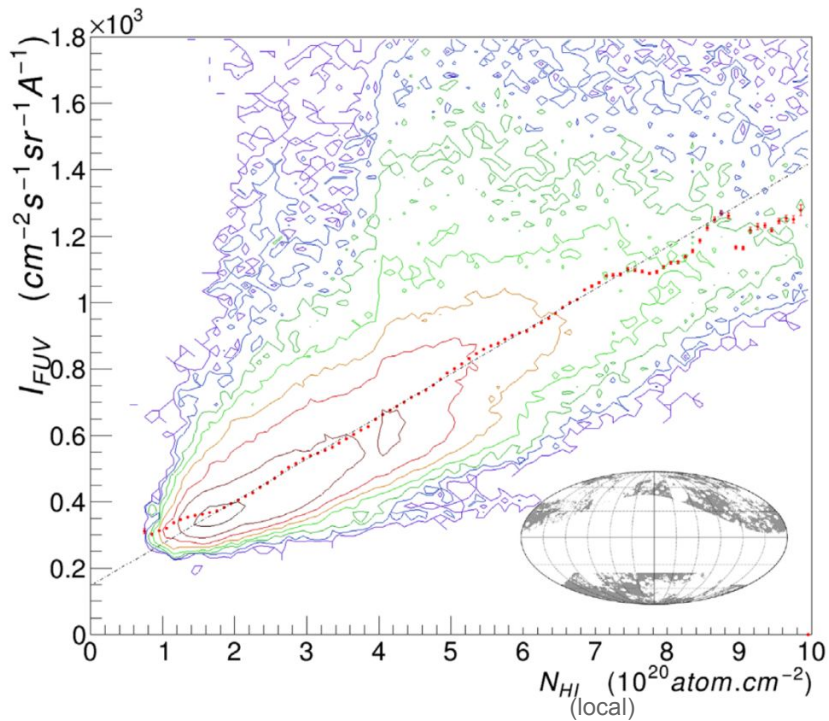 ×10³
1.8
1.6
1.4
1.2
1
0.8
0.6
0.4
0.2
0
I_FUV (cm⁻²s⁻¹sr⁻¹A⁻¹)
0 1 2 3 4 5 6 7 8 9 10
N_HI (10²⁰atom.cm⁻²)
(local)